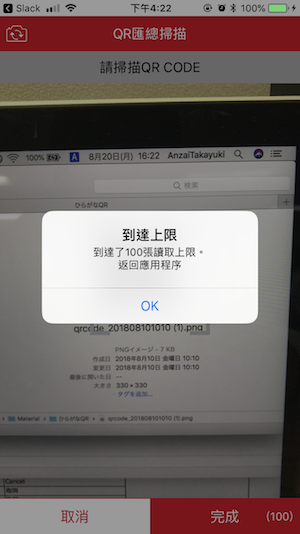 Slack
下午4:22
100%
QR匯總掃描
請掃描QR CODE
100%
A
8月20日(月) 16:22
AnzaiTakayuki
検索
ひらがなQR
到達上限
到達了100張讀取上限。
返回應用程序
OK
qrcode_201808101010 (1).png
PNGイメージ - 7 KB
作成日 2018年8月10日 金曜日 10:10
変更日 2018年8月10日 金曜日 10:10
最後に開いた日 --
大きさ 330 × 330
タグを追加...
Material
ひらがなQR
qrcode_201808101010 (1).png
Cancel
取消
取消
完成
(100)